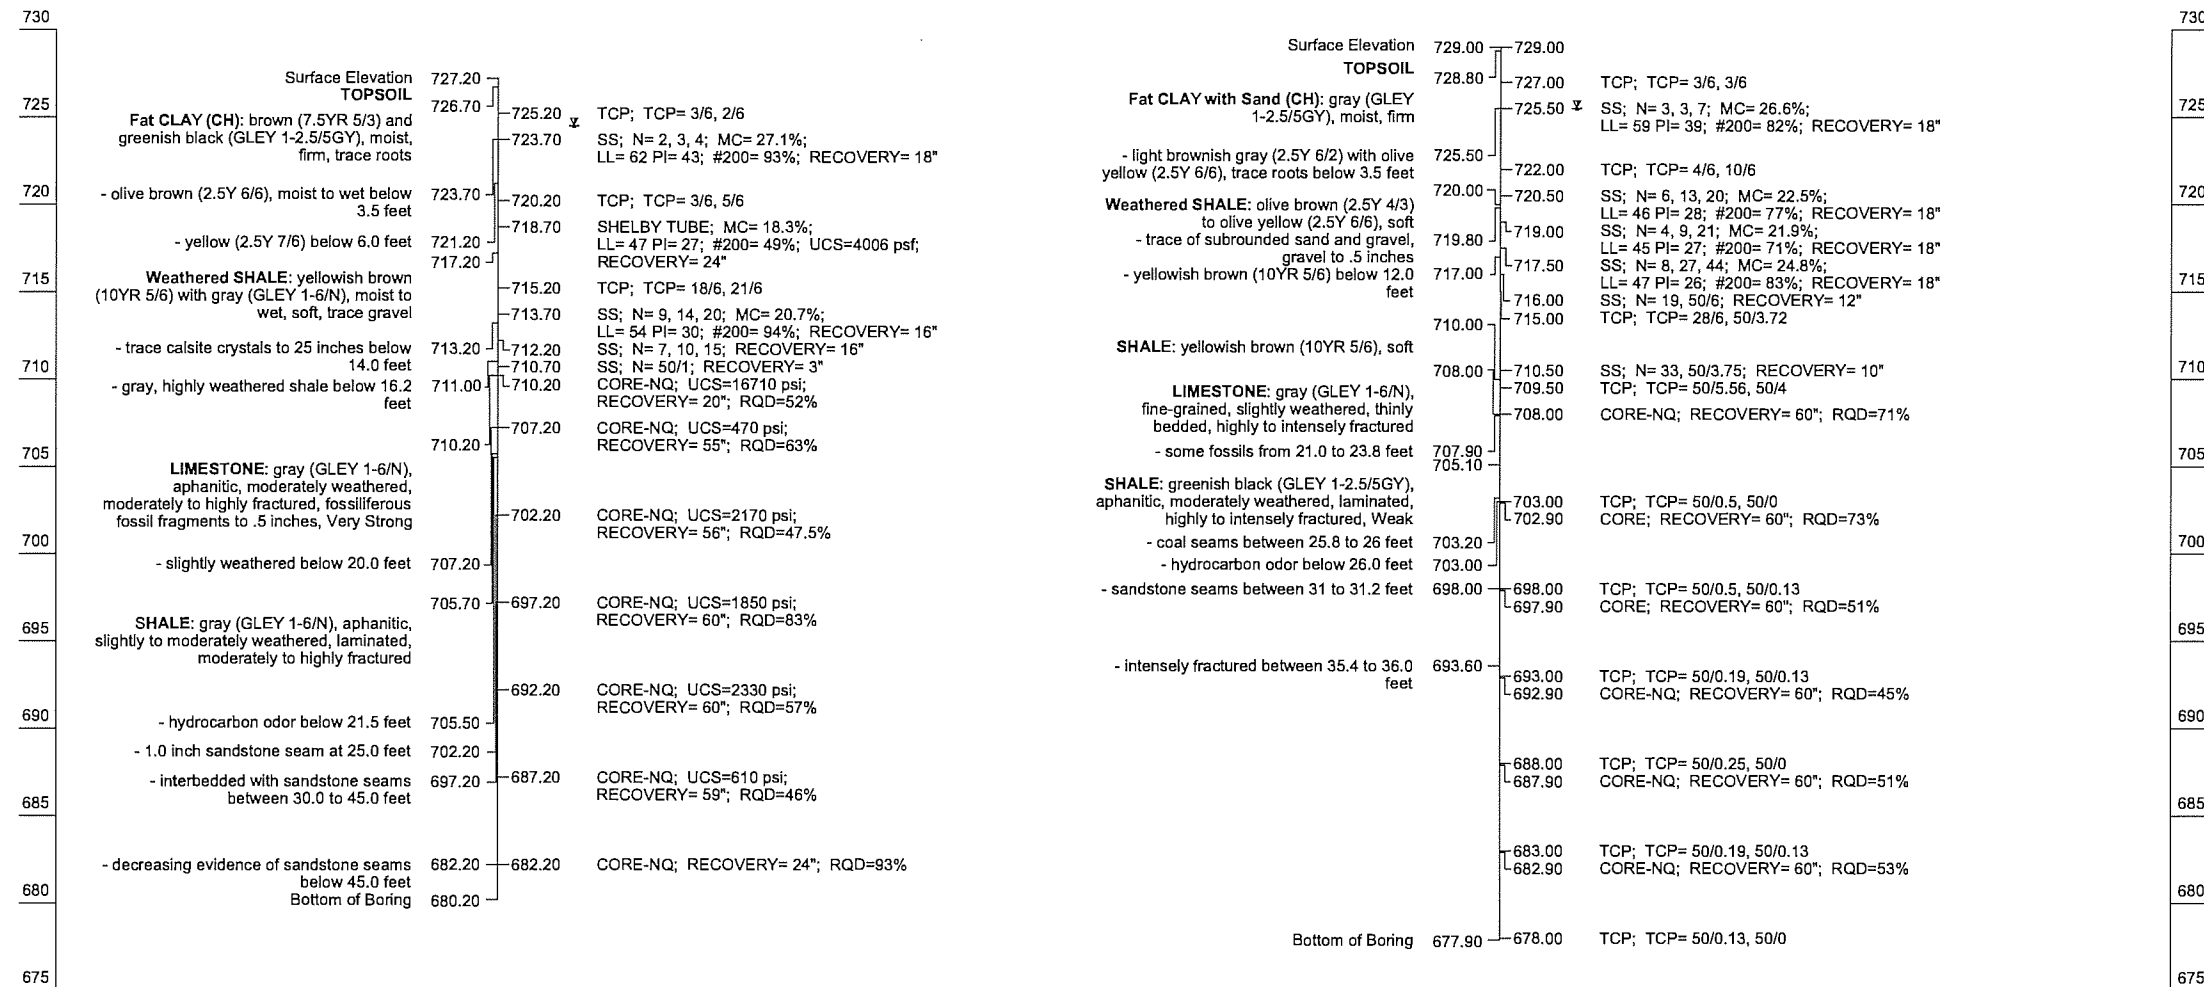 730
725
720
715
710
705
700
695
690
685
680
675
Surface Elevation 727.20
TOPSOIL
726.70
Fat CLAY (CH): brown (7.5YR 5/3) and
greenish black (GLEY 1-2.5/5GY), moist,
firm, trace roots
- olive brown (2.5Y 6/6), moist to wet below 723.70
3.5 feet
- yellow (2.5Y 7/6) below 6.0 feet 721.20
717.20
Weathered SHALE: yellowish brown
(10YR 5/6) with gray (GLEY 1-6/N), moist to
wet, soft, trace gravel
- trace calsite crystals to 25 inches below 713.20
14.0 feet
- gray, highly weathered shale below 16.2 711.00
feet
710.20
LIMESTONE: gray (GLEY 1-6/N),
aphanitic, moderately weathered,
moderately to highly fractured, fossiliferous
fossil fragments to .5 inches, Very Strong
- slightly weathered below 20.0 feet 707.20
705.70
SHALE: gray (GLEY 1-6/N), aphanitic,
slightly to moderately weathered, laminated,
moderately to highly fractured
- hydrocarbon odor below 21.5 feet 705.50
- 1.0 inch sandstone seam at 25.0 feet 702.20
- interbedded with sandstone seams 697.20
between 30.0 to 45.0 feet
- decreasing evidence of sandstone seams 682.20
below 45.0 feet
Bottom of Boring 680.20
725.20 TCP; TCP= 3/6, 2/6
723.70 SS; N= 2, 3, 4; MC= 27.1%;
LL= 62 PI= 43; #200= 93%; RECOVERY= 18"
720.20 TCP; TCP= 3/6, 5/6
718.70 SHELBY TUBE; MC= 18.3%;
LL= 47 PI= 27; #200= 49%; UCS=4006 psf;
RECOVERY= 24"
715.20 TCP; TCP= 18/6, 21/6
713.70 SS; N= 9, 14, 20; MC= 20.7%;
LL= 54 PI= 30; #200= 94%; RECOVERY= 16"
712.20 SS; N= 7, 10, 15; RECOVERY= 16"
710.70 SS; N= 50/1; RECOVERY= 3"
710.20 CORE-NQ; UCS=16710 psi;
RECOVERY= 20"; RQD=52%
707.20 CORE-NQ; UCS=470 psi;
RECOVERY= 55"; RQD=63%
702.20 CORE-NQ; UCS=2170 psi;
RECOVERY= 56"; RQD=47.5%
697.20 CORE-NQ; UCS=1850 psi;
RECOVERY= 60"; RQD=83%
692.20 CORE-NQ; UCS=2330 psi;
RECOVERY= 60"; RQD=57%
687.20 CORE-NQ; UCS=610 psi;
RECOVERY= 59"; RQD=46%
682.20 CORE-NQ; RECOVERY= 24"; RQD=93%
Surface Elevation 729.00
TOPSOIL 728.80
Fat CLAY with Sand (CH): gray (GLEY
1-2.5/5GY), moist, firm
- light brownish gray (2.5Y 6/2) with olive 725.50
yellow (2.5Y 6/6), trace roots below 3.5 feet
720.00
Weathered SHALE: olive brown (2.5Y 4/3)
to olive yellow (2.5Y 6/6), soft
- trace of subrounded sand and gravel, 719.80
gravel to .5 inches
- yellowish brown (10YR 5/6) below 12.0 717.00
feet
710.00
SHALE: yellowish brown (10YR 5/6), soft
708.00
LIMESTONE: gray (GLEY 1-6/N),
fine-grained, slightly weathered, thinly
bedded, highly to intensely fractured
- some fossils from 21.0 to 23.8 feet 707.90
705.10
SHALE: greenish black (GLEY 1-2.5/5GY),
aphanitic, moderately weathered, laminated,
highly to intensely fractured, Weak
- coal seams between 25.8 to 26 feet 703.20
- hydrocarbon odor below 26.0 feet 703.00
- sandstone seams between 31 to 31.2 feet 698.00
- intensely fractured between 35.4 to 36.0 693.60
feet
Bottom of Boring 677.90
729.00
727.00 TCP; TCP= 3/6, 3/6
725.50 SS; N= 3, 3, 7; MC= 26.6%;
LL= 59 PI= 39; #200= 82%; RECOVERY= 18"
722.00 TCP; TCP= 4/6, 10/6
720.50 SS; N= 6, 13, 20; MC= 22.5%;
LL= 46 PI= 28; #200= 77%; RECOVERY= 18"
719.00 SS; N= 4, 9, 21; MC= 21.9%;
LL= 45 PI= 27; #200= 71%; RECOVERY= 18"
717.50 SS; N= 8, 27, 44; MC= 24.8%;
LL= 47 PI= 26; #200= 83%; RECOVERY= 18"
716.00 SS; N= 19, 50/6; RECOVERY= 12"
715.00 TCP; TCP= 28/6, 50/3.72
710.50 SS; N= 33, 50/3.75; RECOVERY= 10"
709.50 TCP; TCP= 50/5.56, 50/4
708.00 CORE-NQ; RECOVERY= 60"; RQD=71%
703.00 TCP; TCP= 50/0.5, 50/0
702.90 CORE; RECOVERY= 60"; RQD=73%
698.00 TCP; TCP= 50/0.5, 50/0.13
697.90 CORE; RECOVERY= 60"; RQD=51%
693.00 TCP; TCP= 50/0.19, 50/0.13
692.90 CORE-NQ; RECOVERY= 60"; RQD=45%
688.00 TCP; TCP= 50/0.25, 50/0
687.90 CORE-NQ; RECOVERY= 60"; RQD=51%
683.00 TCP; TCP= 50/0.19, 50/0.13
682.90 CORE-NQ; RECOVERY= 60"; RQD=53%
678.00 TCP; TCP= 50/0.13, 50/0
730
725
720
715
710
705
700
695
690
685
680
675